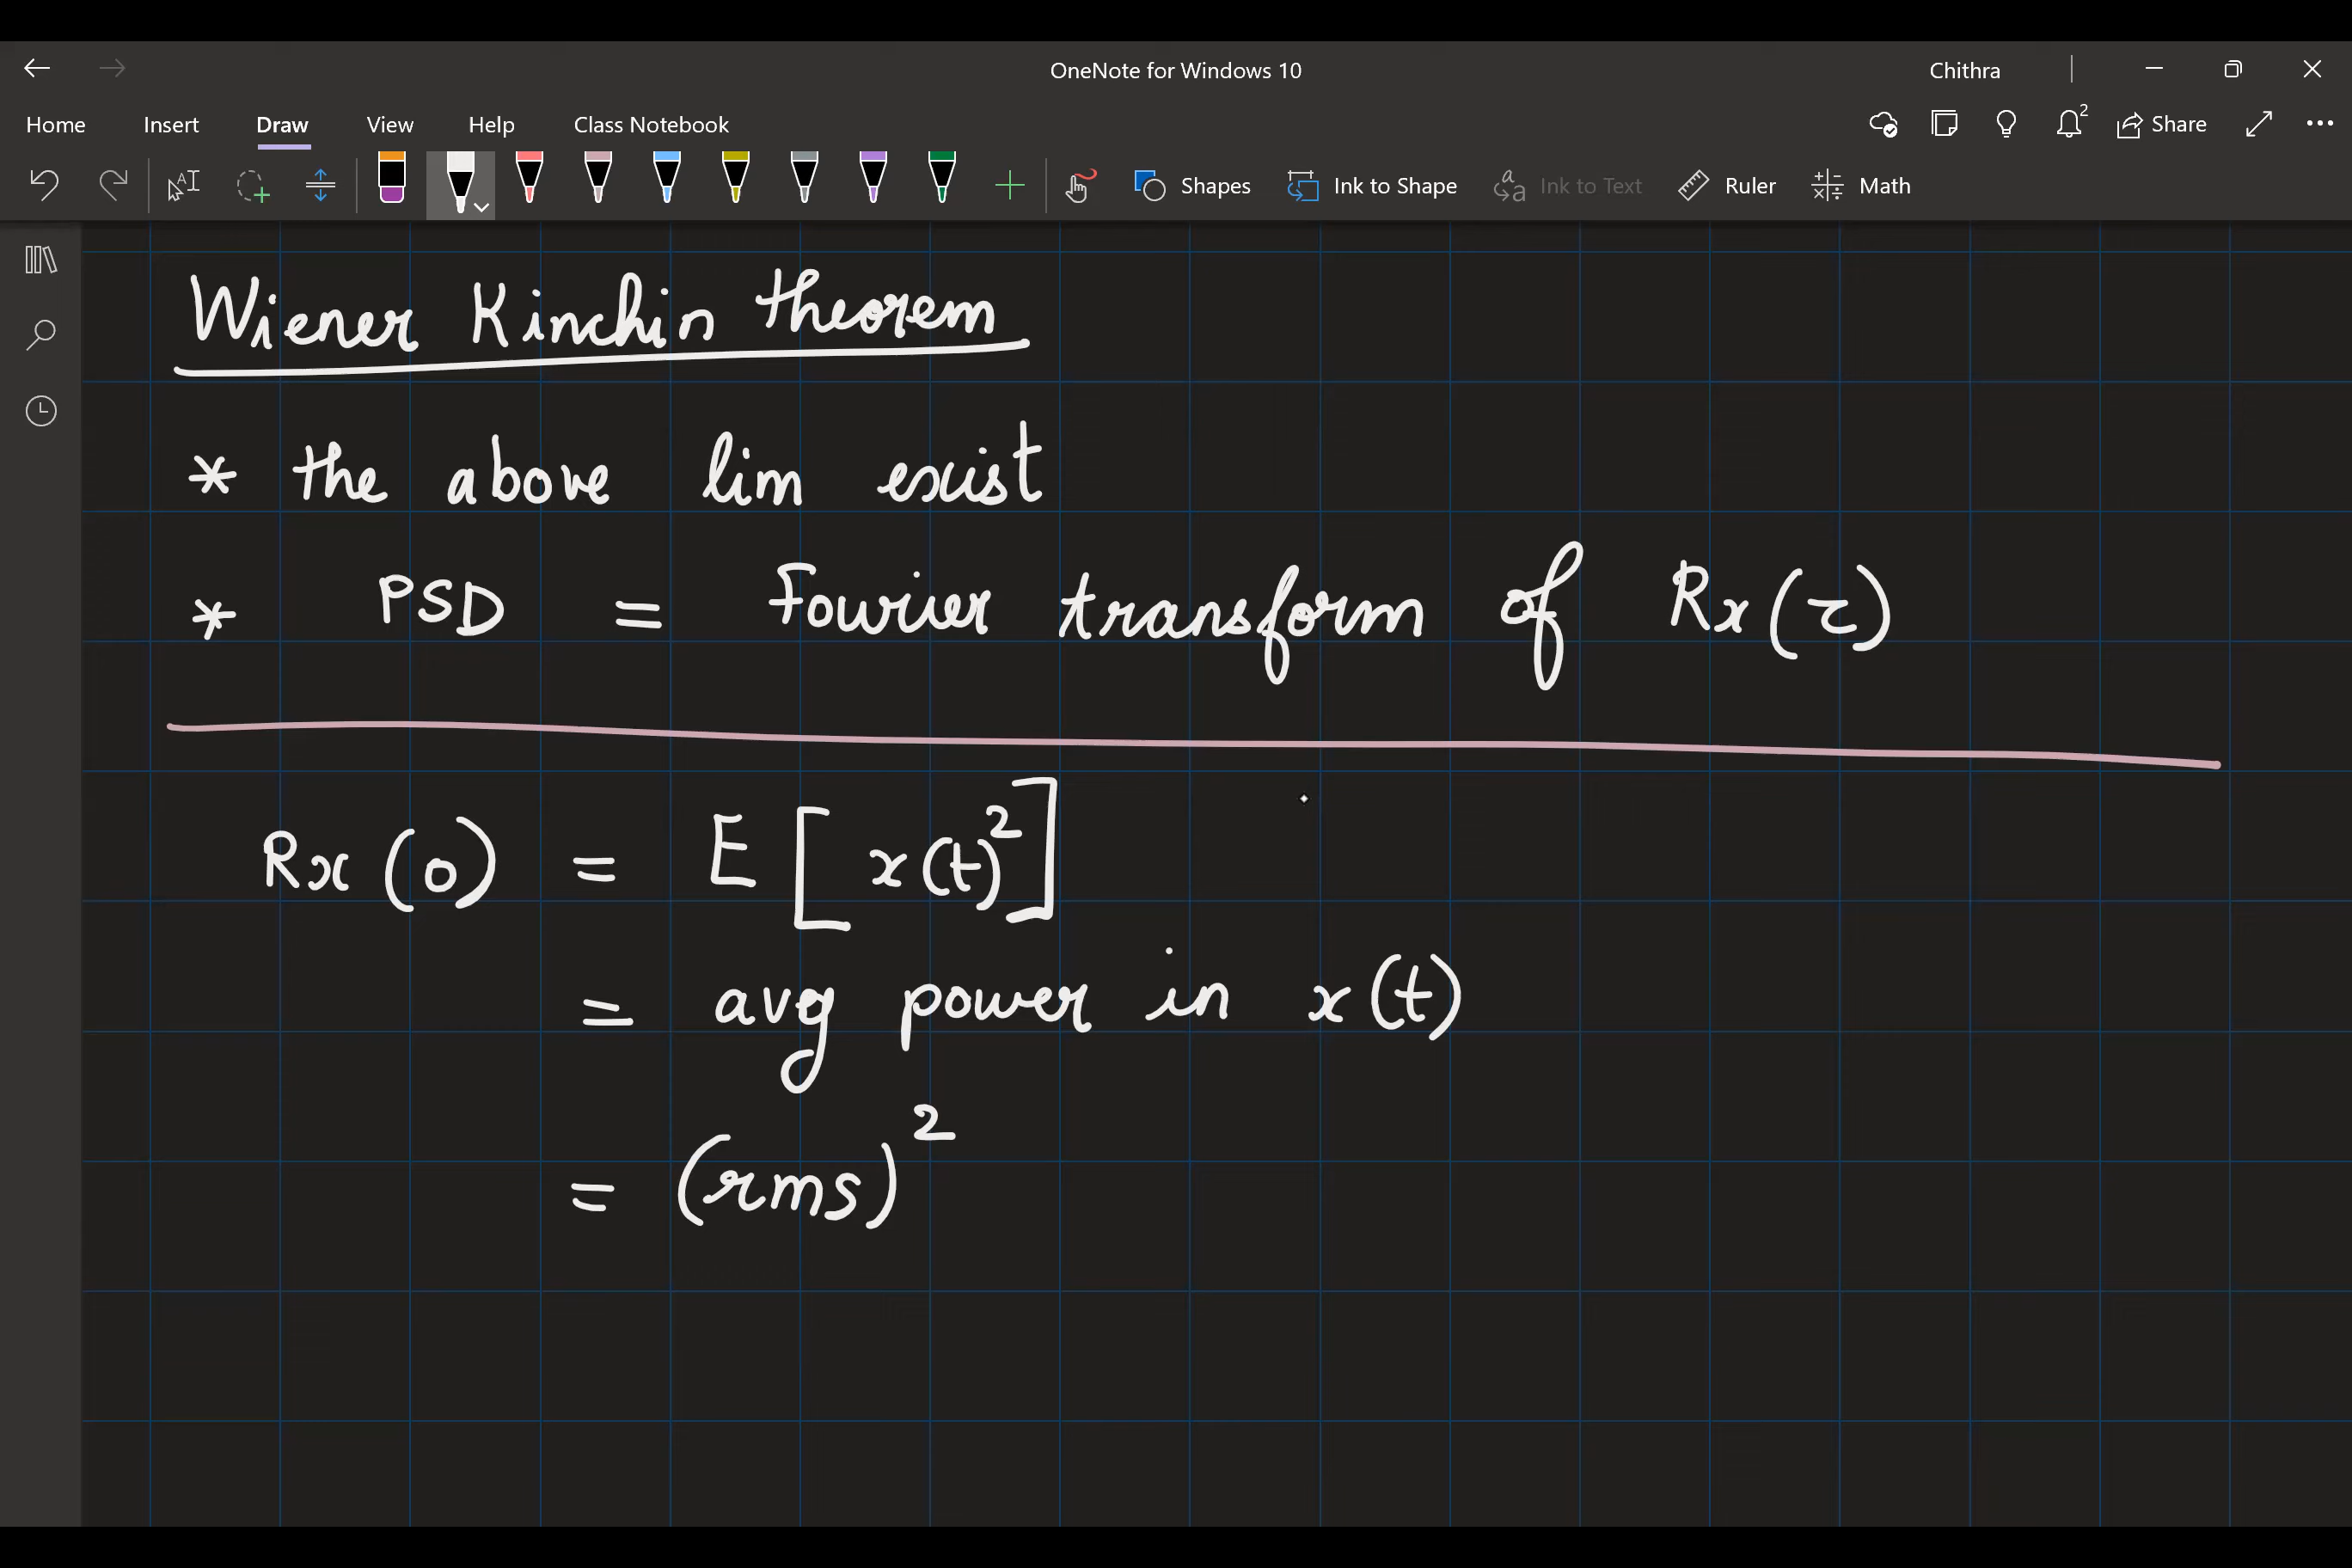 OneNote for Windows 10
Chithra
Home Insert Draw View Help Class Notebook
2
Share
Shapes Ink to Shape Ink to Text Ruler Math
Wiener Kinchin theorem
* the above lim exist
* PSD = Fourier transform of Rx(τ)
Rx(0) = E[x(t)²]
= avg power in x(t)
= (rms)²